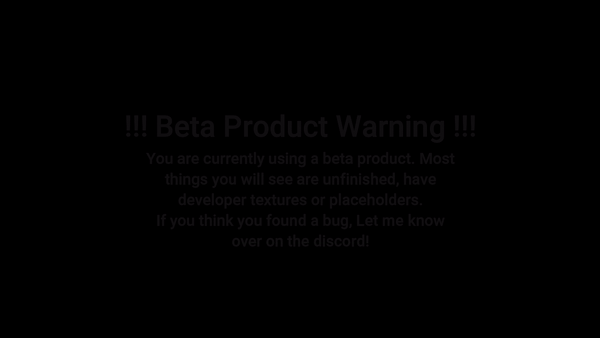 !!! Beta Product Warning !!!
You are currently using a beta product. Most
things you will see are unfinished, have
developer textures or placeholders.
If you think you found a bug, Let me know
over on the discord!